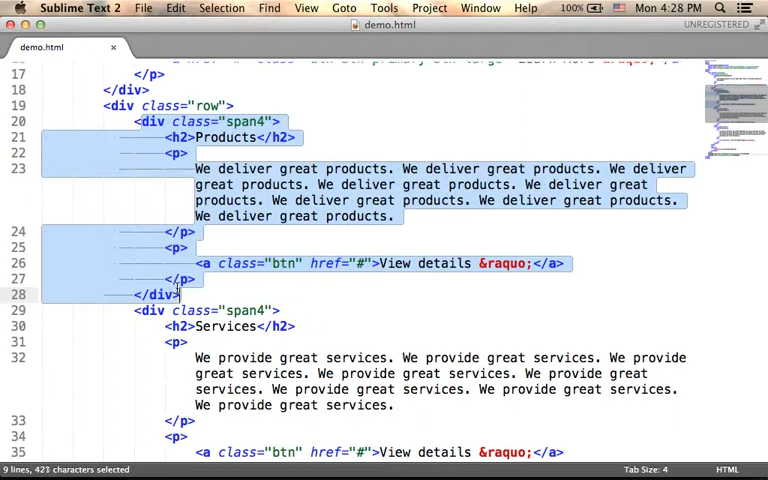 Sublime Text 2 File Edit Selection Find View Goto Tools Project Window Help 100% Mon 4:28 PM
demo.html
UNREGISTERED
demo.html
17 </p>
18 </div>
19 <div class="row">
20 <div class="span4">
21 <h2>Products</h2>
22 <p>
23 We deliver great products. We deliver great products. We deliver
great products. We deliver great products. We deliver great
products. We deliver great products. We deliver great products.
We deliver great products.
24 </p>
25 <p>
26 <a class="btn" href="#">View details &raquo;</a>
27 </p>
28 </div>
29 <div class="span4">
30 <h2>Services</h2>
31 <p>
32 We provide great services. We provide great services. We provide
great services. We provide great services. We provide great
services. We provide great services. We provide great services.
We provide great services.
33 </p>
34 <p>
35 <a class="btn" href="#">View details &raquo;</a>
9 lines, 421 characters selected
Tab Size: 4
HTML